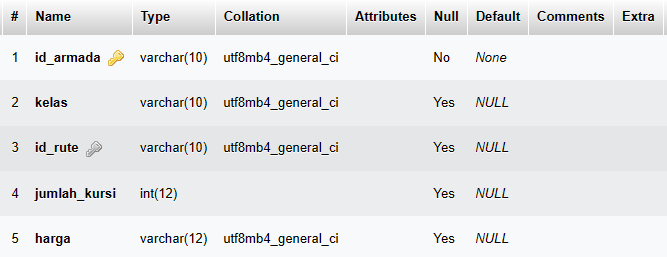 # Name Type Collation Attributes Null Default Comments Extra
1 id_armada varchar(10) utf8mb4_general_ci No None
2 kelas varchar(10) utf8mb4_general_ci Yes NULL
3 id_rute varchar(10) utf8mb4_general_ci Yes NULL
4 jumlah_kursi int(12) Yes NULL
5 harga varchar(12) utf8mb4_general_ci Yes NULL